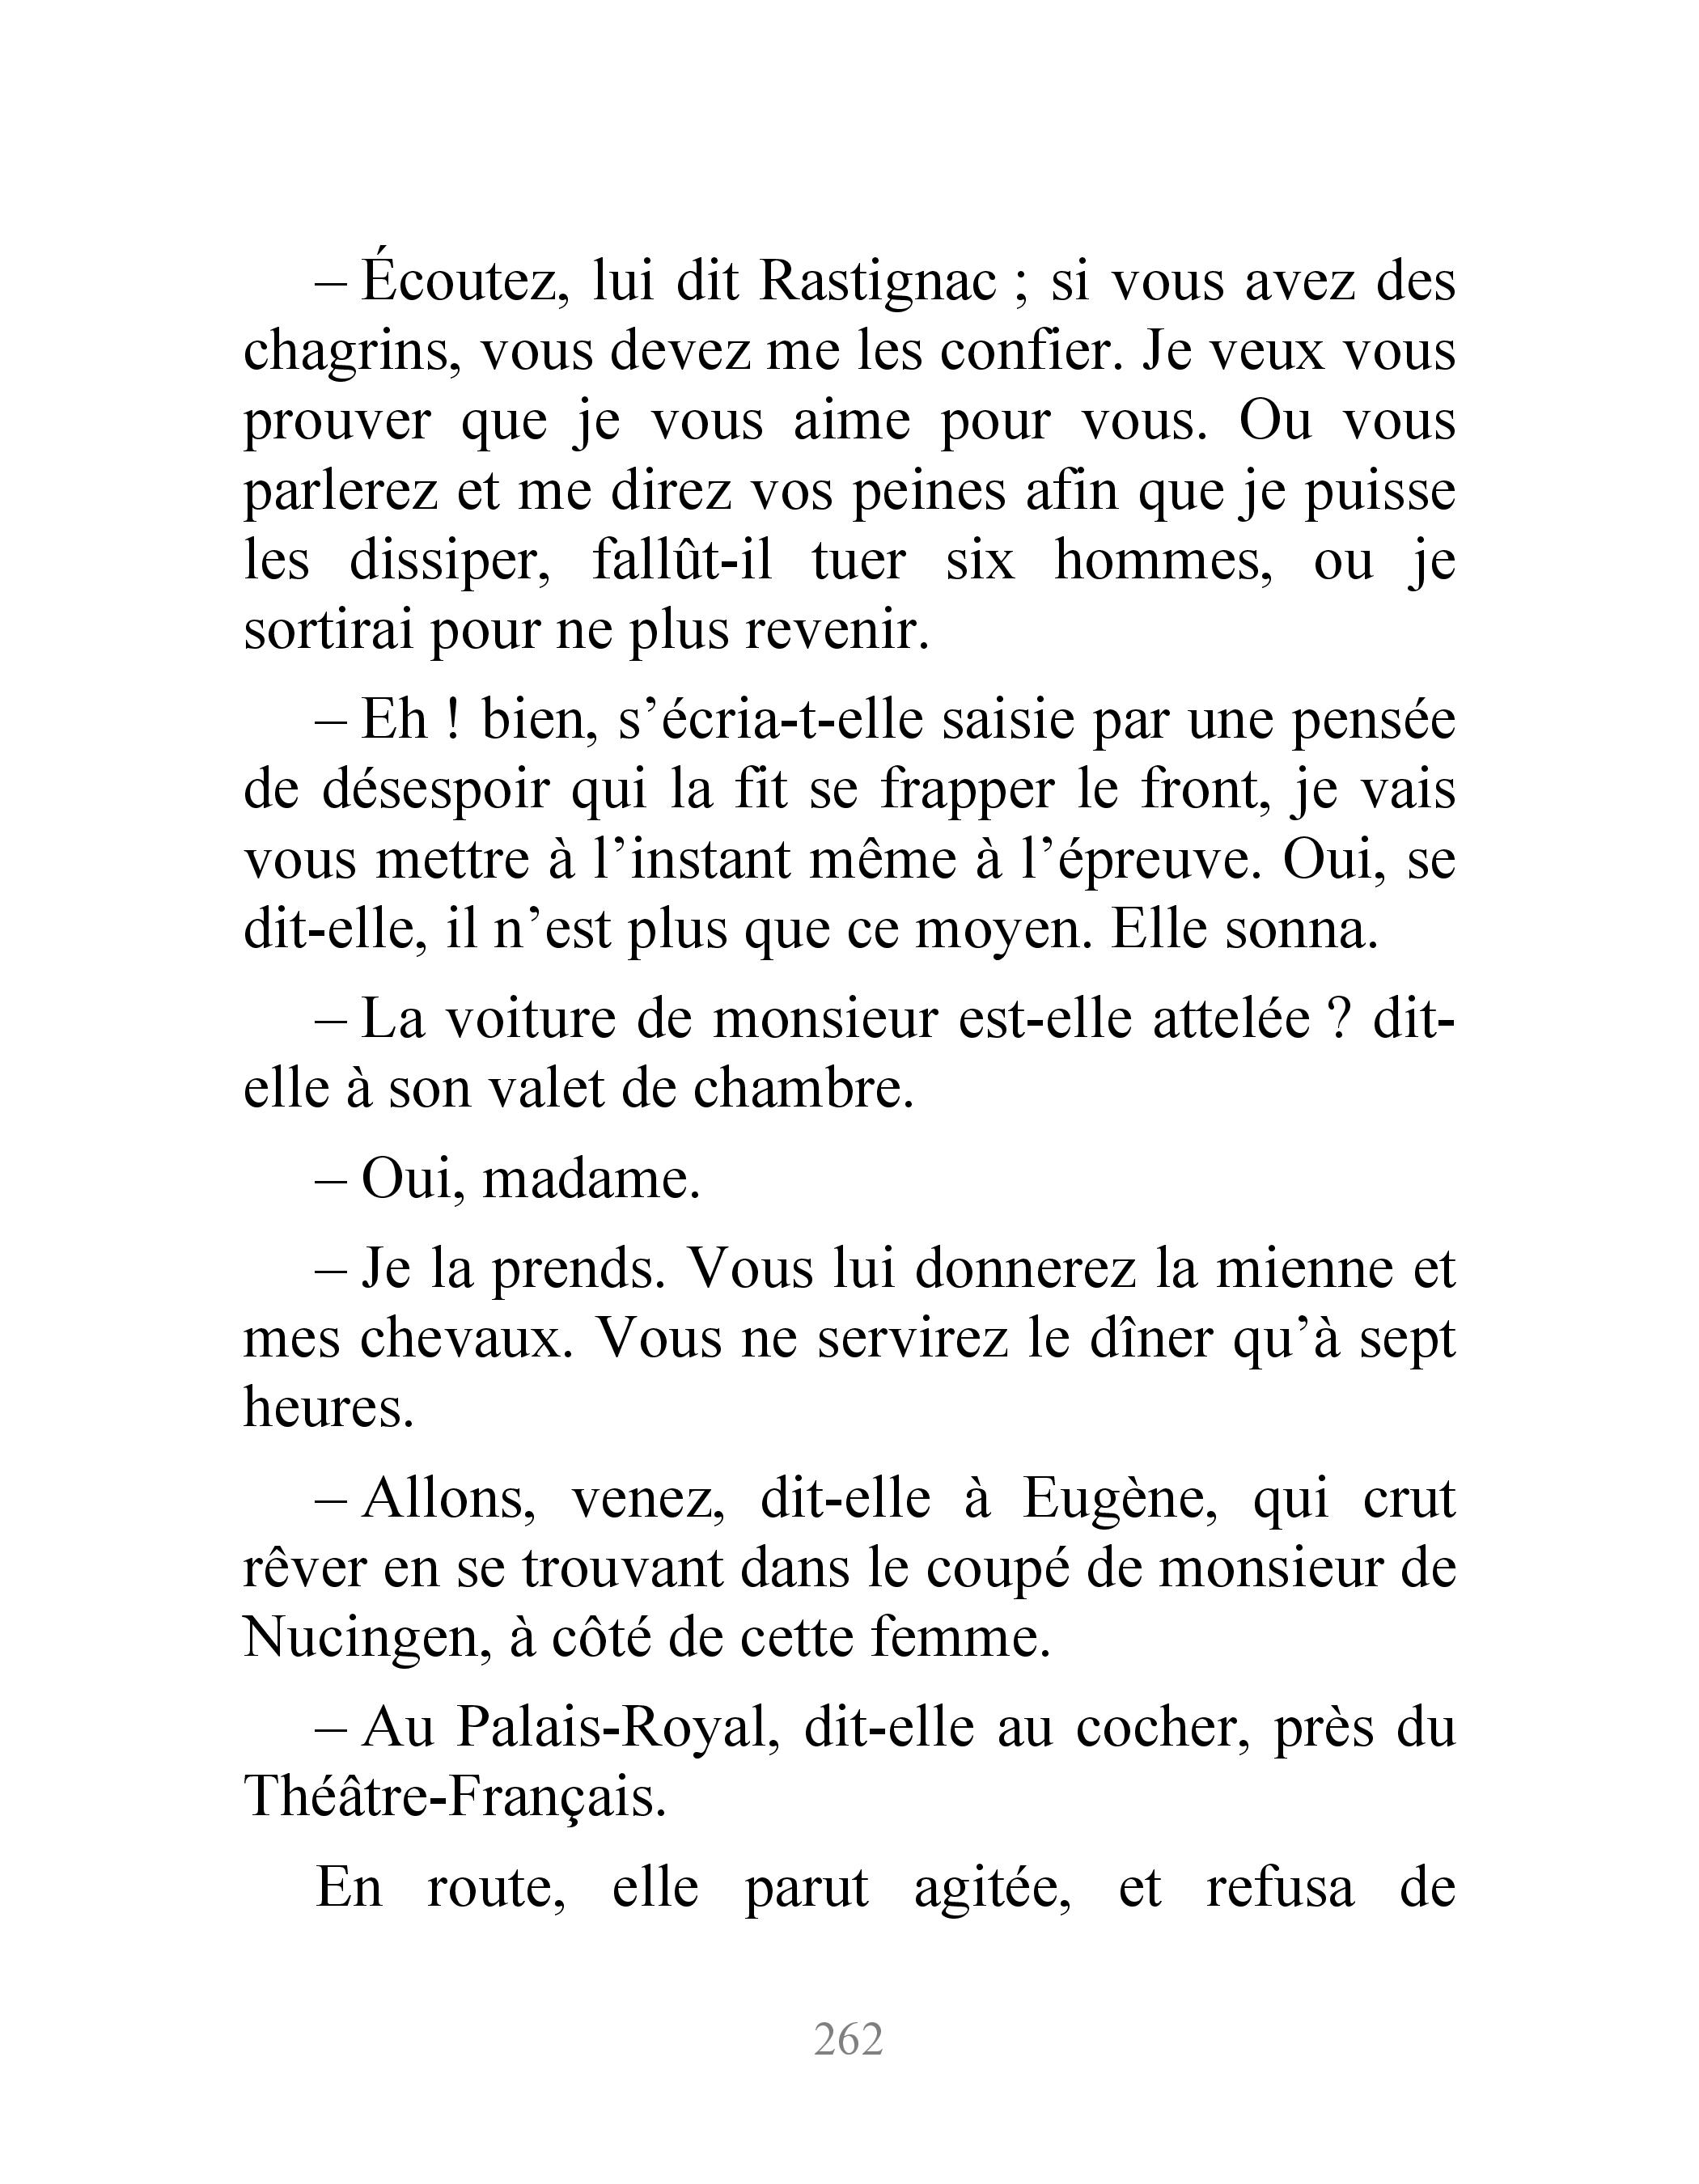 – Écoutez, lui dit Rastignac ; si vous avez des
chagrins, vous devez me les confier. Je veux vous
prouver que je vous aime pour vous. Ou vous
parlerez et me direz vos peines afin que je puisse
les dissiper, fallût-il tuer six hommes, ou je
sortirai pour ne plus revenir.
– Eh ! bien, s’écria-t-elle saisie par une pensée
de désespoir qui la fit se frapper le front, je vais
vous mettre à l’instant même à l’épreuve. Oui, se
dit-elle, il n’est plus que ce moyen. Elle sonna.
– La voiture de monsieur est-elle attelée ? dit-
elle à son valet de chambre.
– Oui, madame.
– Je la prends. Vous lui donnerez la mienne et
mes chevaux. Vous ne servirez le dîner qu’à sept
heures.
– Allons, venez, dit-elle à Eugène, qui crut
rêver en se trouvant dans le coupé de monsieur de
Nucingen, à côté de cette femme.
– Au Palais-Royal, dit-elle au cocher, près du
Théâtre-Français.
En route, elle parut agitée, et refusa de
262